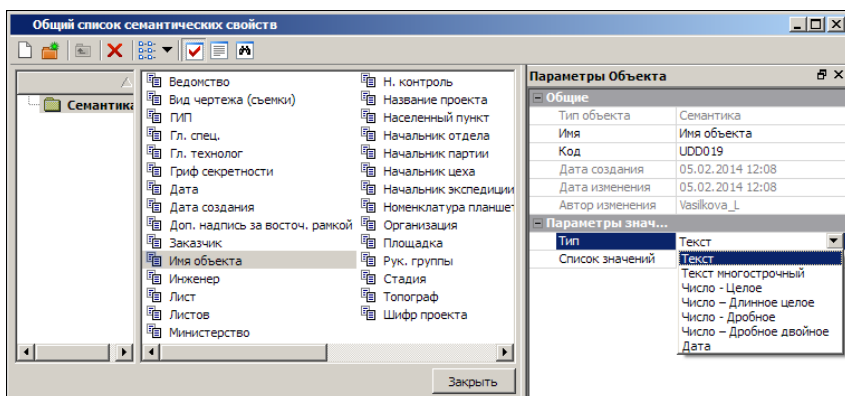 Общий список семантических свойств
Семантика
Ведомство
Вид чертежа (съемки)
ГИП
Гл. спец.
Гл. технолог
Гриф секретности
Дата
Дата создания
Доп. надпись за восточ. рамкой
Заказчик
Имя объекта
Инженер
Лист
Листов
Министерство
Н. контроль
Название проекта
Населенный пункт
Начальник отдела
Начальник партии
Начальник цеха
Начальник экспедиции
Номенклатура планшет
Организация
Площадка
Рук. группы
Стадия
Топограф
Шифр проекта
Закрыть
Параметры Объекта
Общие
Тип объекта Семантика
Имя Имя объекта
Код UDD019
Дата создания 05.02.2014 12:08
Дата изменения 05.02.2014 12:08
Автор изменения Vasilkova_L
Параметры знач...
Тип Текст
Список значений Текст
Текст многострочный
Число - Целое
Число – Длинное целое
Число - Дробное
Число – Дробное двойное
Дата